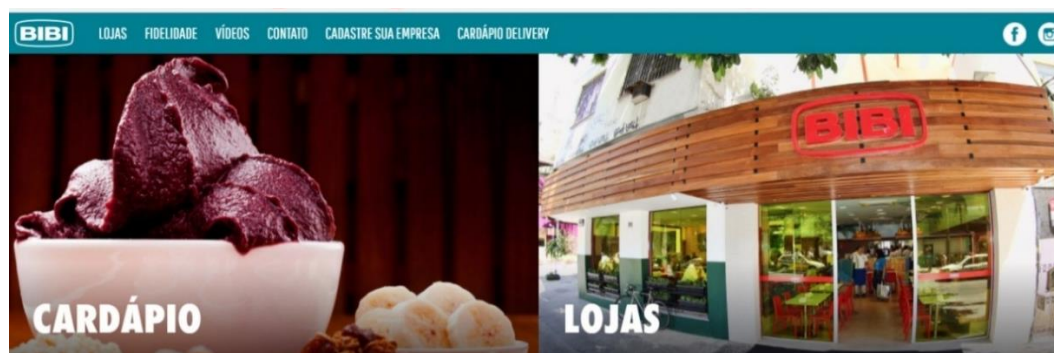 BIBI LOJAS FIDELIDADE VÍDEOS CONTATO CADASTRE SUA EMPRESA CARDÁPIO DELIVERY
BIBI
CARDÁPIO
LOJAS